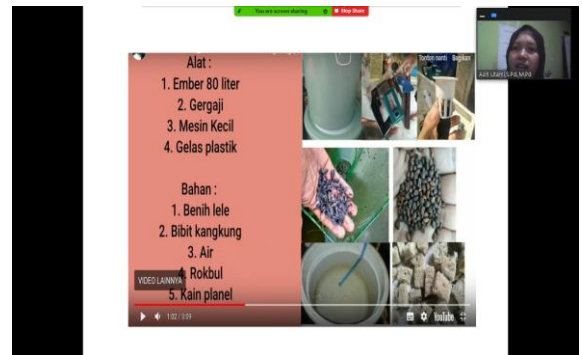 You are screen sharing
Stop Share
Tonton nanti Bagikan
Alat :
1. Ember 80 liter
2. Gergaji
3. Mesin Kecil
4. Gelas plastik
Bahan :
1. Benih lele
2. Bibit kangkung
3. Air
4. Rokbul
5. Kain planel
VIDEO LAINNYA
1:02 / 3:09
YouTube